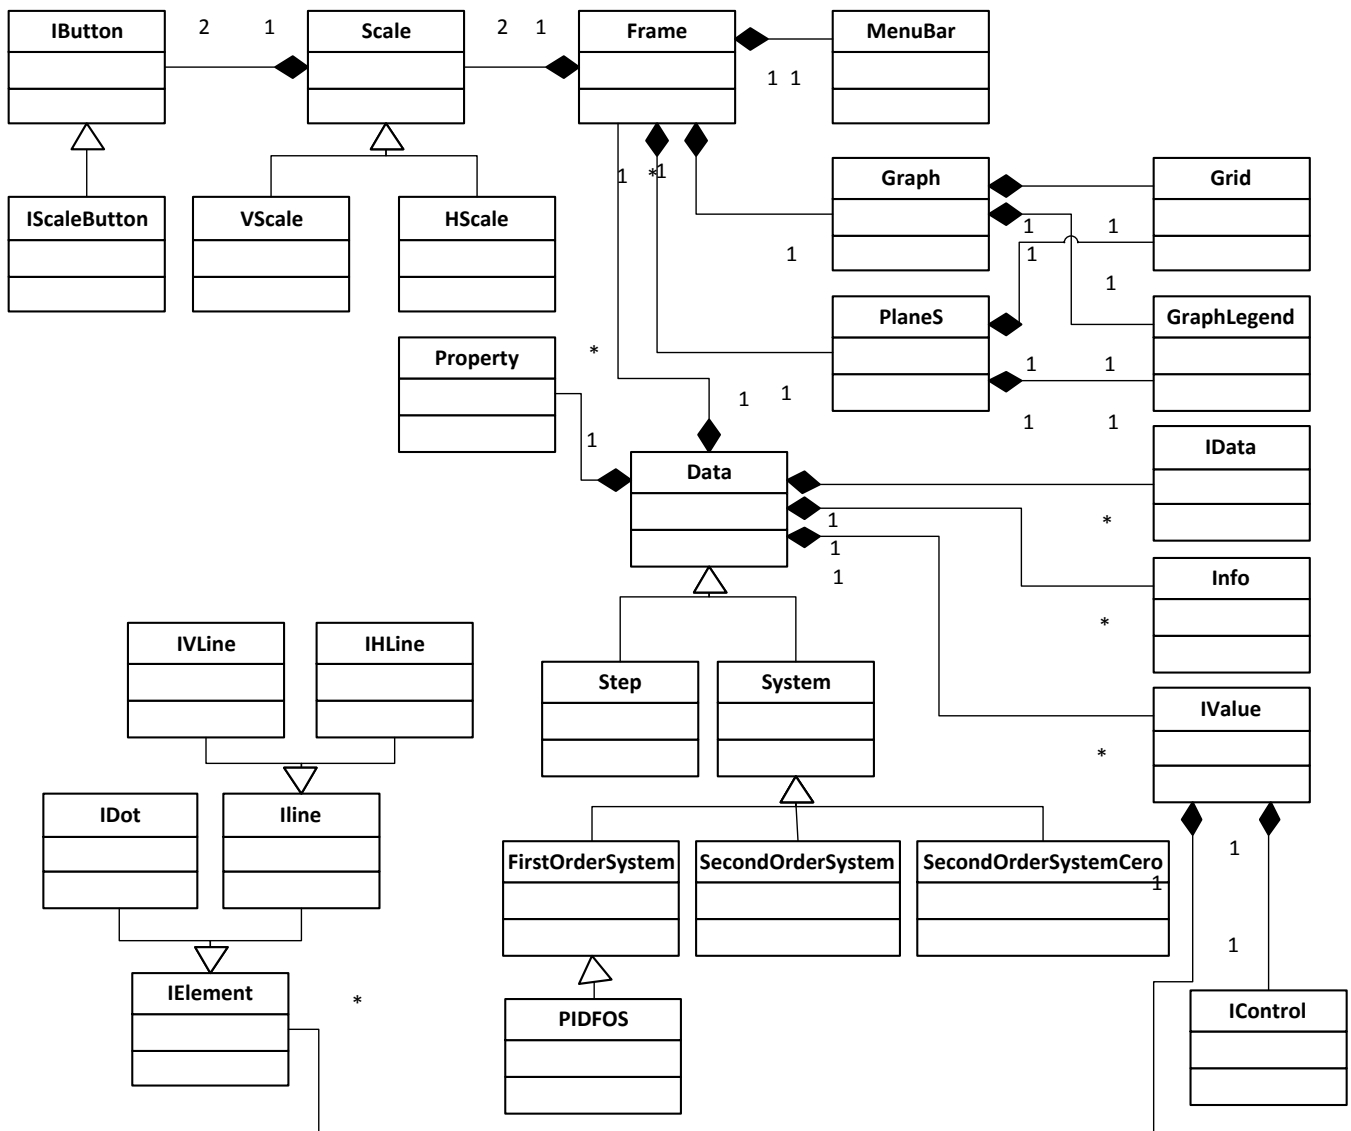 IButton 2 1 Scale 2 1 Frame MenuBar
1 1
IScaleButton VScale HScale 1 * 1 Graph Grid
1 1
1 1
1
PlaneS GraphLegend
Property *
1 1
1 1
1 1 1
Data IData
1 *
1
1
Info
*
IVLine IHLine
Step System IValue
*
IDot Iline
1
FirstOrderSystem SecondOrderSystem SecondOrderSystemCero
1
1
IElement *
PIDFOS IControl